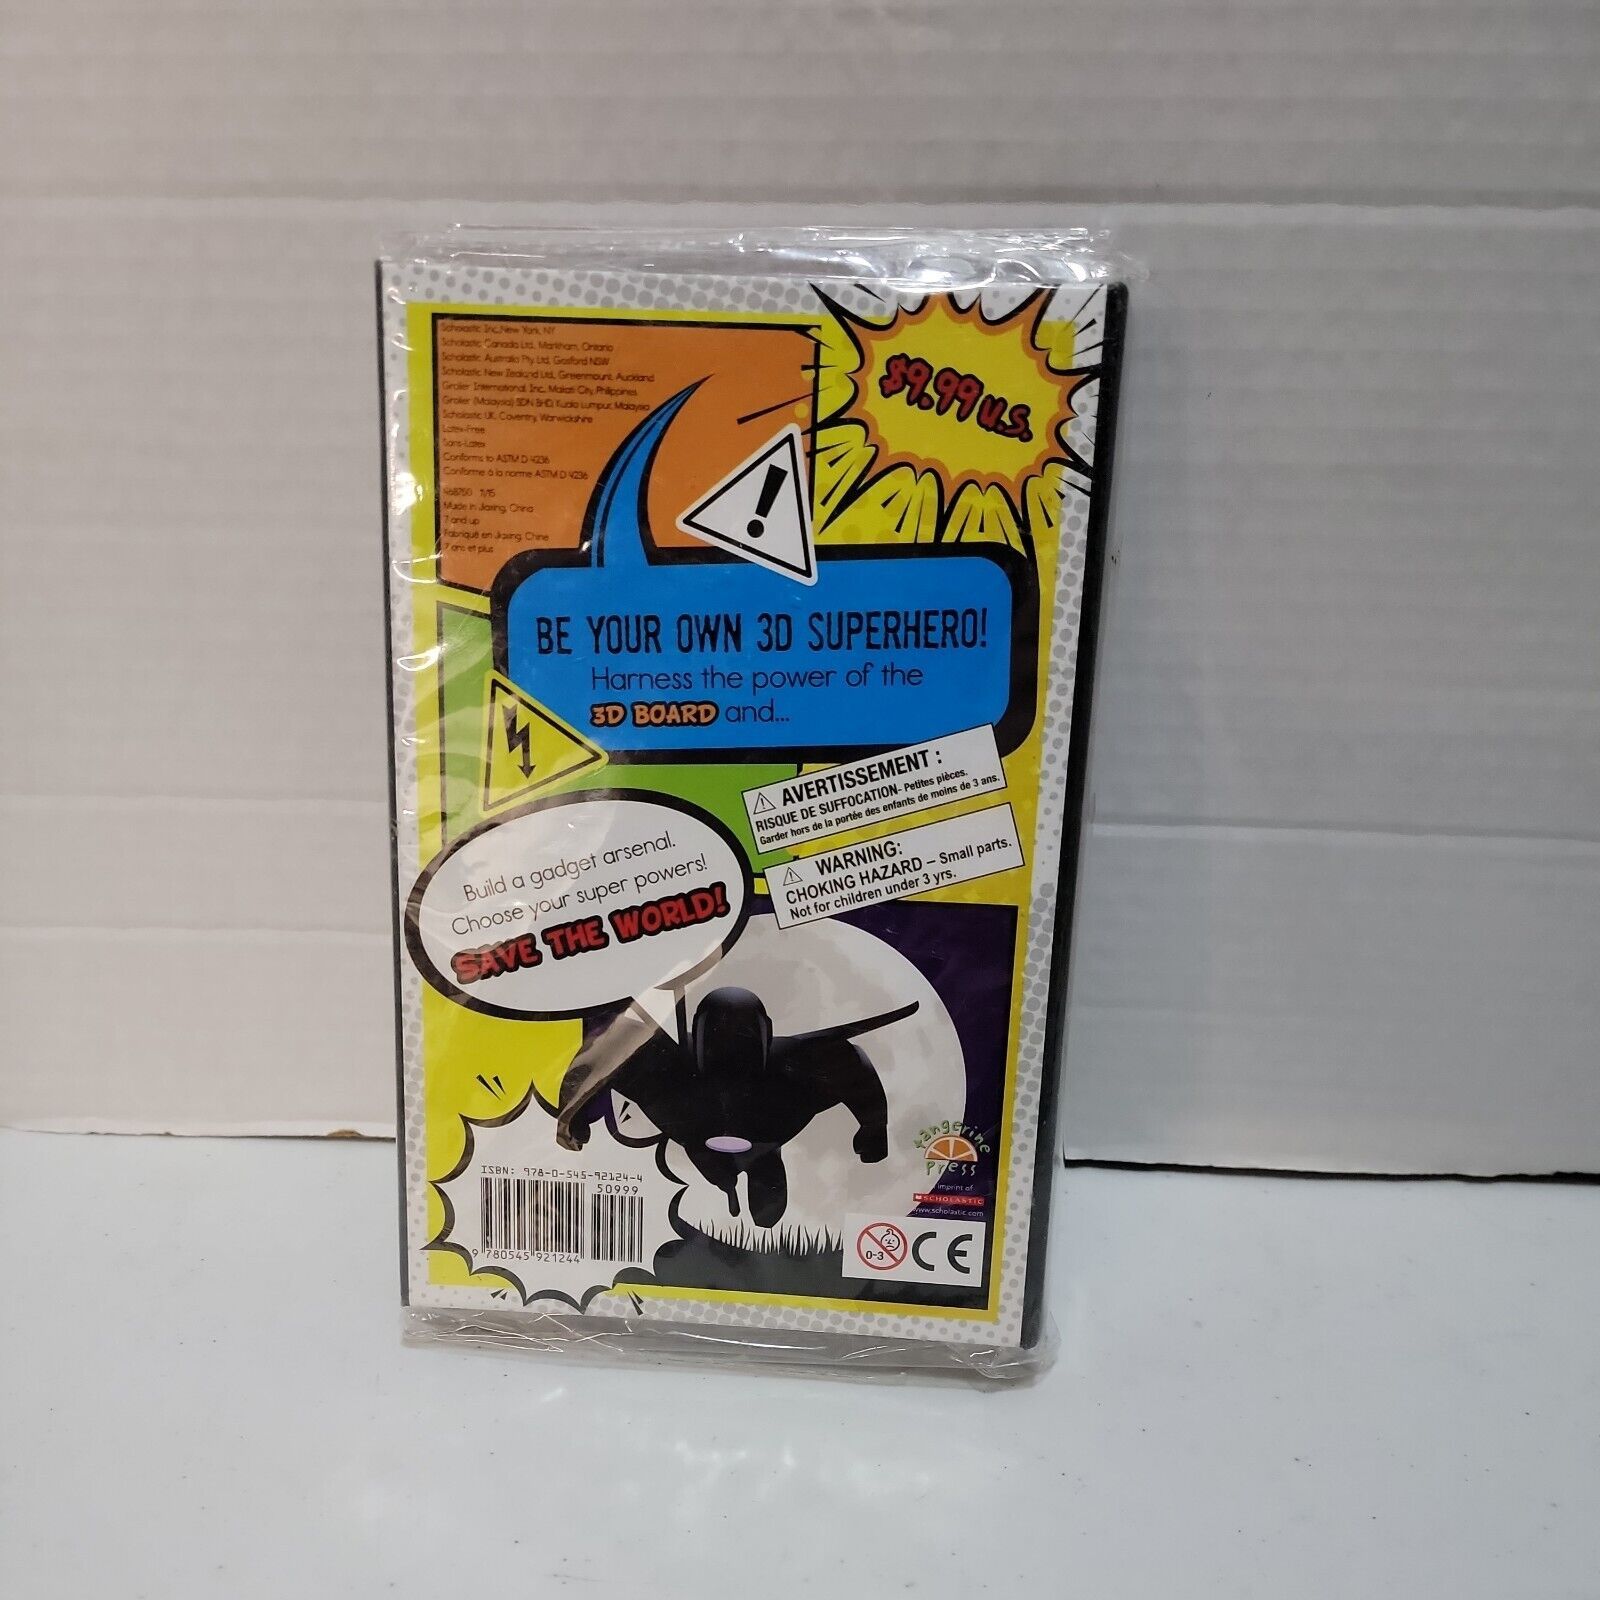 Scholastic Inc., New York, NY
Scholastic Canada Ltd., Markham, Ontario
Scholastic Australia Pty. Ltd, Gosford NSW
Scholastic New Zealand Ltd., Greenmount, Auckland
Grolier International, Inc., Makati City, Philippines
Grolier (Malaysia) SDN BHD, Kuala Lumpur, Malaysia
Scholastic UK, Coventry, Warwickshire
Latex-Free
Sans-Latex
Conforms to ASTM D 4236
Conforme à la norme ASTM D 4236
468750 11/15
Made in Jiaxing, China
7 and up
Fabriqué en Jiaxing, Chine
7 ans et plus
$9.99 U.S.
BE YOUR OWN 3D SUPERHERO!
Harness the power of the
3D BOARD and...
AVERTISSEMENT :
RISQUE DE SUFFOCATION- Petites pièces.
Garder hors de la portée des enfants de moins de 3 ans.
WARNING:
CHOKING HAZARD – Small parts.
Not for children under 3 yrs.
Build a gadget arsenal.
Choose your super powers!
SAVE THE WORLD!
ISBN: 978-0-545-92124-4
50999
9 780545 921244
tangerine
press
imprint of
SCHOLASTIC
www.scholastic.com
0-3
CE